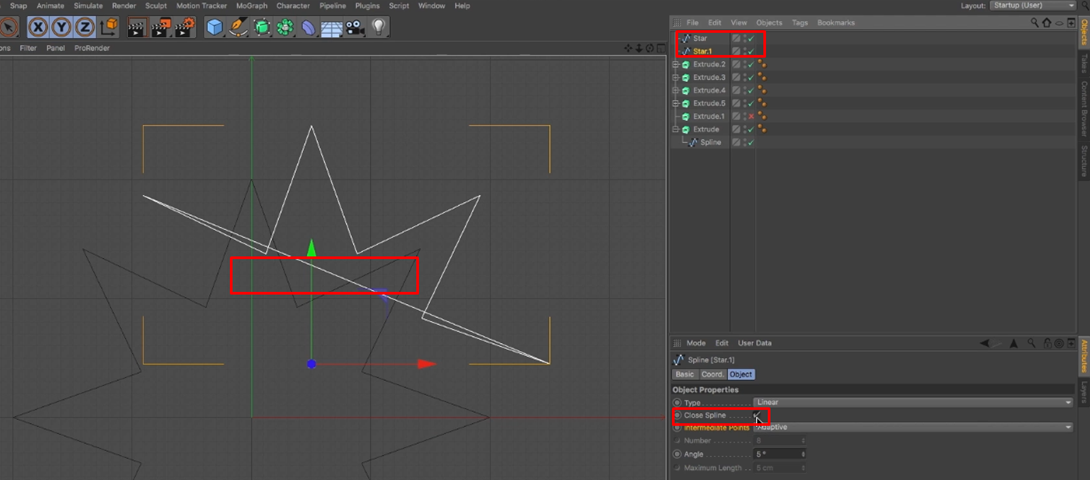 Snap Animate Simulate Render Sculpt Motion Tracker MoGraph Character Pipeline Plugins Script Window Help Layout: Startup (User)
X Y Z
Filter Panel ProRender
File Edit View Objects Tags Bookmarks
Star
Star.1
Extrude.2
Extrude.3
Extrude.4
Extrude.5
Extrude.1
Extrude
Spline
Objects
Takes
Content Browser
Structure
Mode Edit User Data
Spline [Star.1]
Basic Coord. Object
Object Properties
Type Linear
Close Spline
Intermediate Points Adaptive
Number 8
Angle 5 °
Maximum Length 5 cm
Attributes
Layers